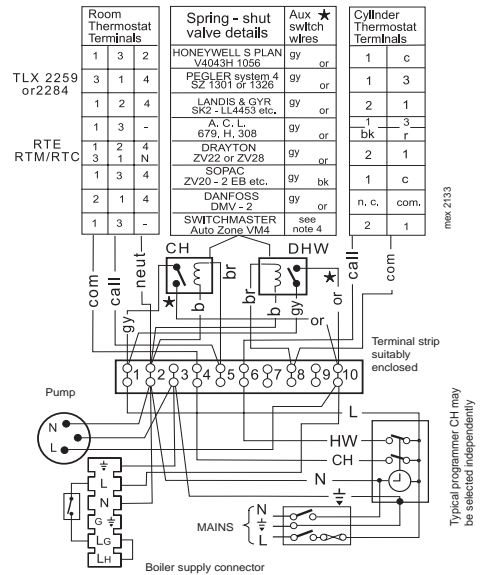 Room
Thermostat
Terminals
Spring - shut
valve details
Aux ★
switch
wires
Cylinder
Thermostat
Terminals
1 3 2
HONEYWELL S PLAN
V4043H 1056
gy
or
1 c
TLX 2259
or2284
3 1 4
PEGLER system 4
SZ 1301 or 1326
gy
or
1 3
1 2 4
LANDIS & GYR
SK2 - LL4453 etc.
gy
or
2 1
1 3 -
A. C. L.
679, H, 308
gy
or
1 3
bk r
RTE
RTM/RTC
1 2 4
3 1 N
DRAYTON
ZV22 or ZV28
gy
or
2 1
1 3 4
SOPAC
ZV20 - 2 EB etc.
gy
bk
1 c
2 1 4
DANFOSS
DMV - 2
gy
or
n. c. com.
1 3 -
SWITCHMASTER
Auto Zone VM4
see
note 4
2 1
mex 2133
CH
DHW
com
call
neut
gy
★
b
br
br
b
gy
or
★
call
com
or
Terminal strip
suitably
enclosed
1 2 3 4 5 6 7 8 9 10
Pump
N
L
L
HW
CH
N
Typical programmer CH may
be selected independently
L
N
G
LG
LH
MAINS
N
L
Boiler supply connector